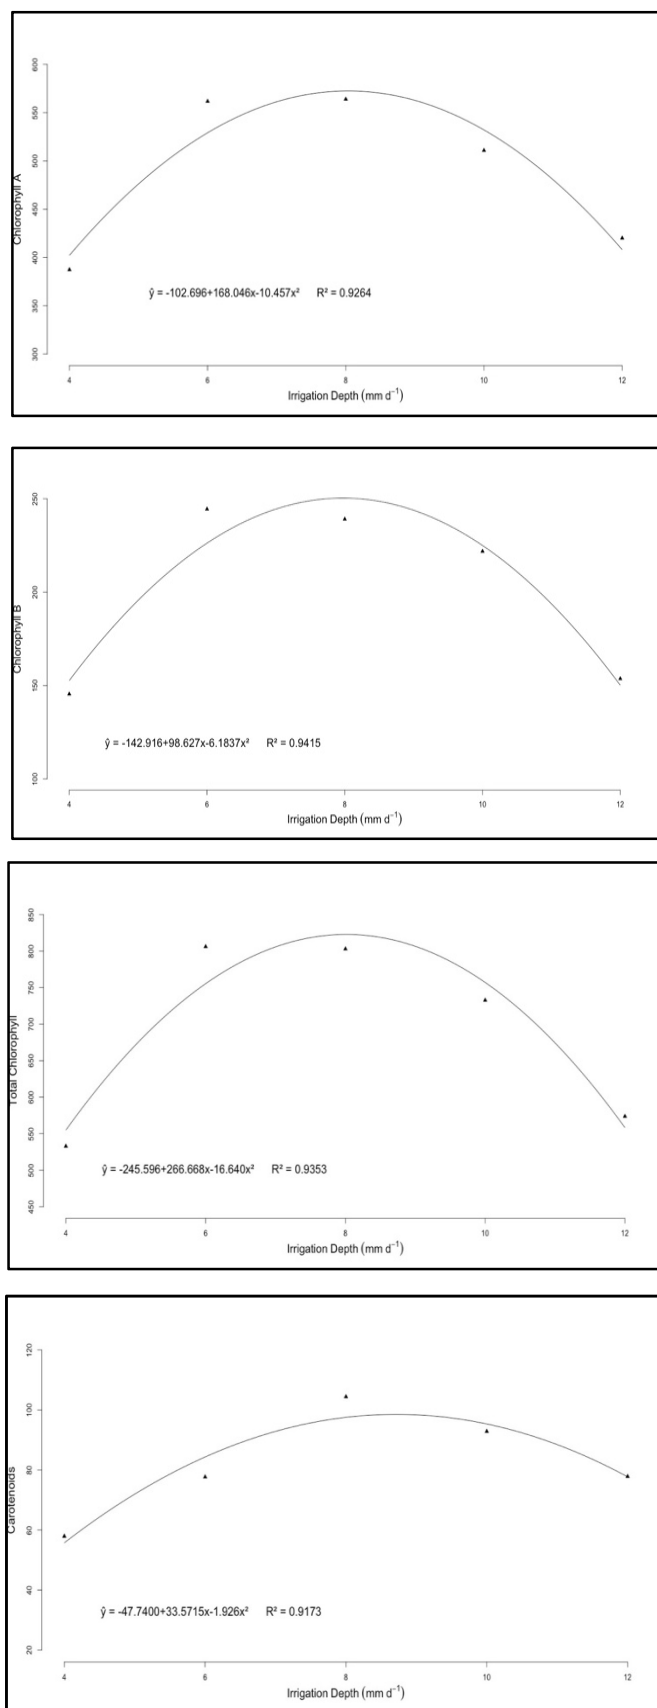 600
550
500
450
400
350
300
Chlorophyll A
ŷ = -102.696+168.046x-10.457x² R² = 0.9264
4 6 8 10 12
Irrigation Depth (mm d⁻¹)
250
200
150
100
Chlorophyll B
ŷ = -142.916+98.627x-6.1837x² R² = 0.9415
4 6 8 10 12
Irrigation Depth (mm d⁻¹)
850
800
750
700
650
600
550
500
450
Total Chlorophyll
ŷ = -245.596+266.668x-16.640x² R² = 0.9353
4 6 8 10 12
Irrigation Depth (mm d⁻¹)
120
100
80
60
40
20
Carotenoids
ŷ = -47.7400+33.5715x-1.926x² R² = 0.9173
4 6 8 10 12
Irrigation Depth (mm d⁻¹)